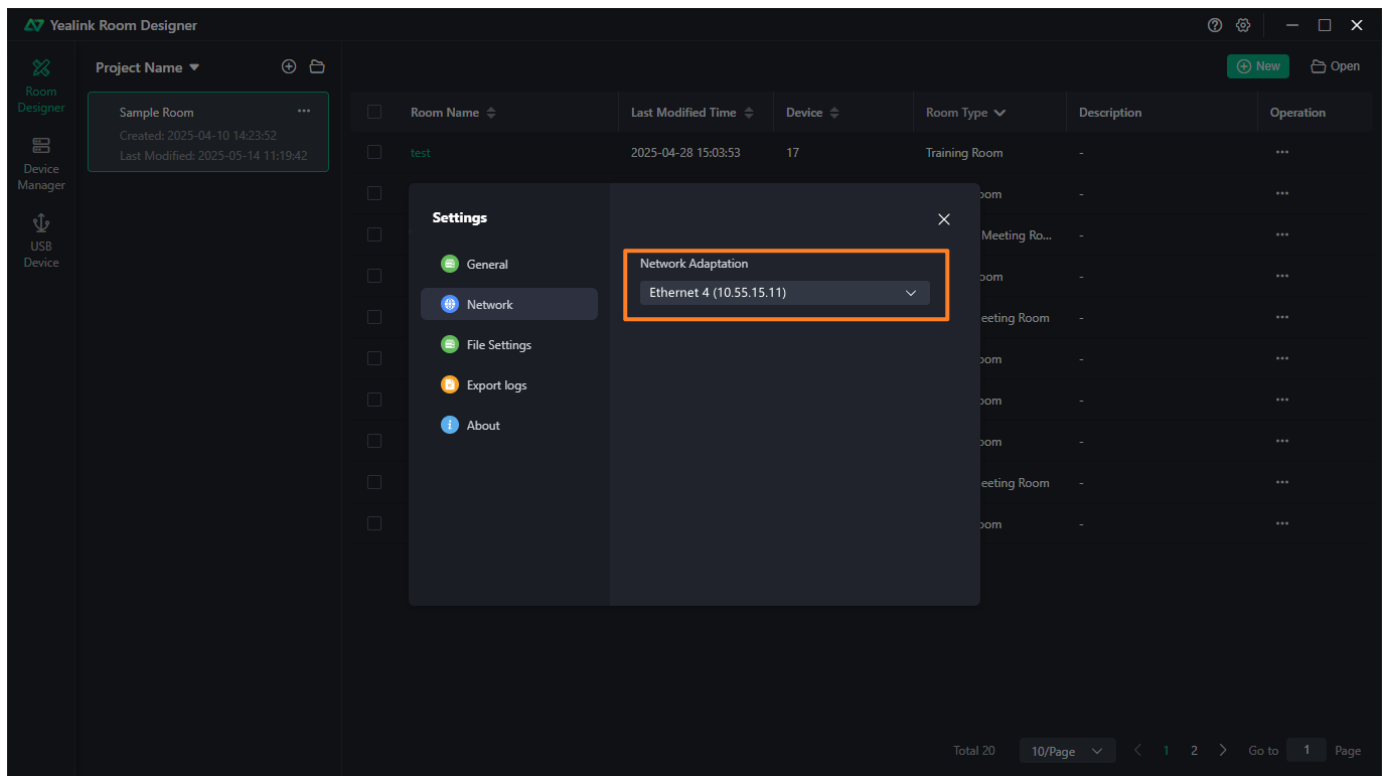 Yealink Room Designer
Room
Designer
Device
Manager
USB
Device
Project Name
Sample Room
Created: 2025-04-10 14:23:52
Last Modified: 2025-05-14 11:19:42
New
Open
Room Name
Last Modified Time
Device
Room Type
Description
Operation
test
2025-04-28 15:03:53
17
Training Room
-
...
oom
-
...
Meeting Ro...
-
...
oom
-
...
eeting Room
-
...
oom
-
...
oom
-
...
oom
-
...
eeting Room
-
...
oom
-
...
Settings
General
Network
File Settings
Export logs
About
Network Adaptation
Ethernet 4 (10.55.15.11)
Total 20
10/Page
1
2
Go to
1
Page